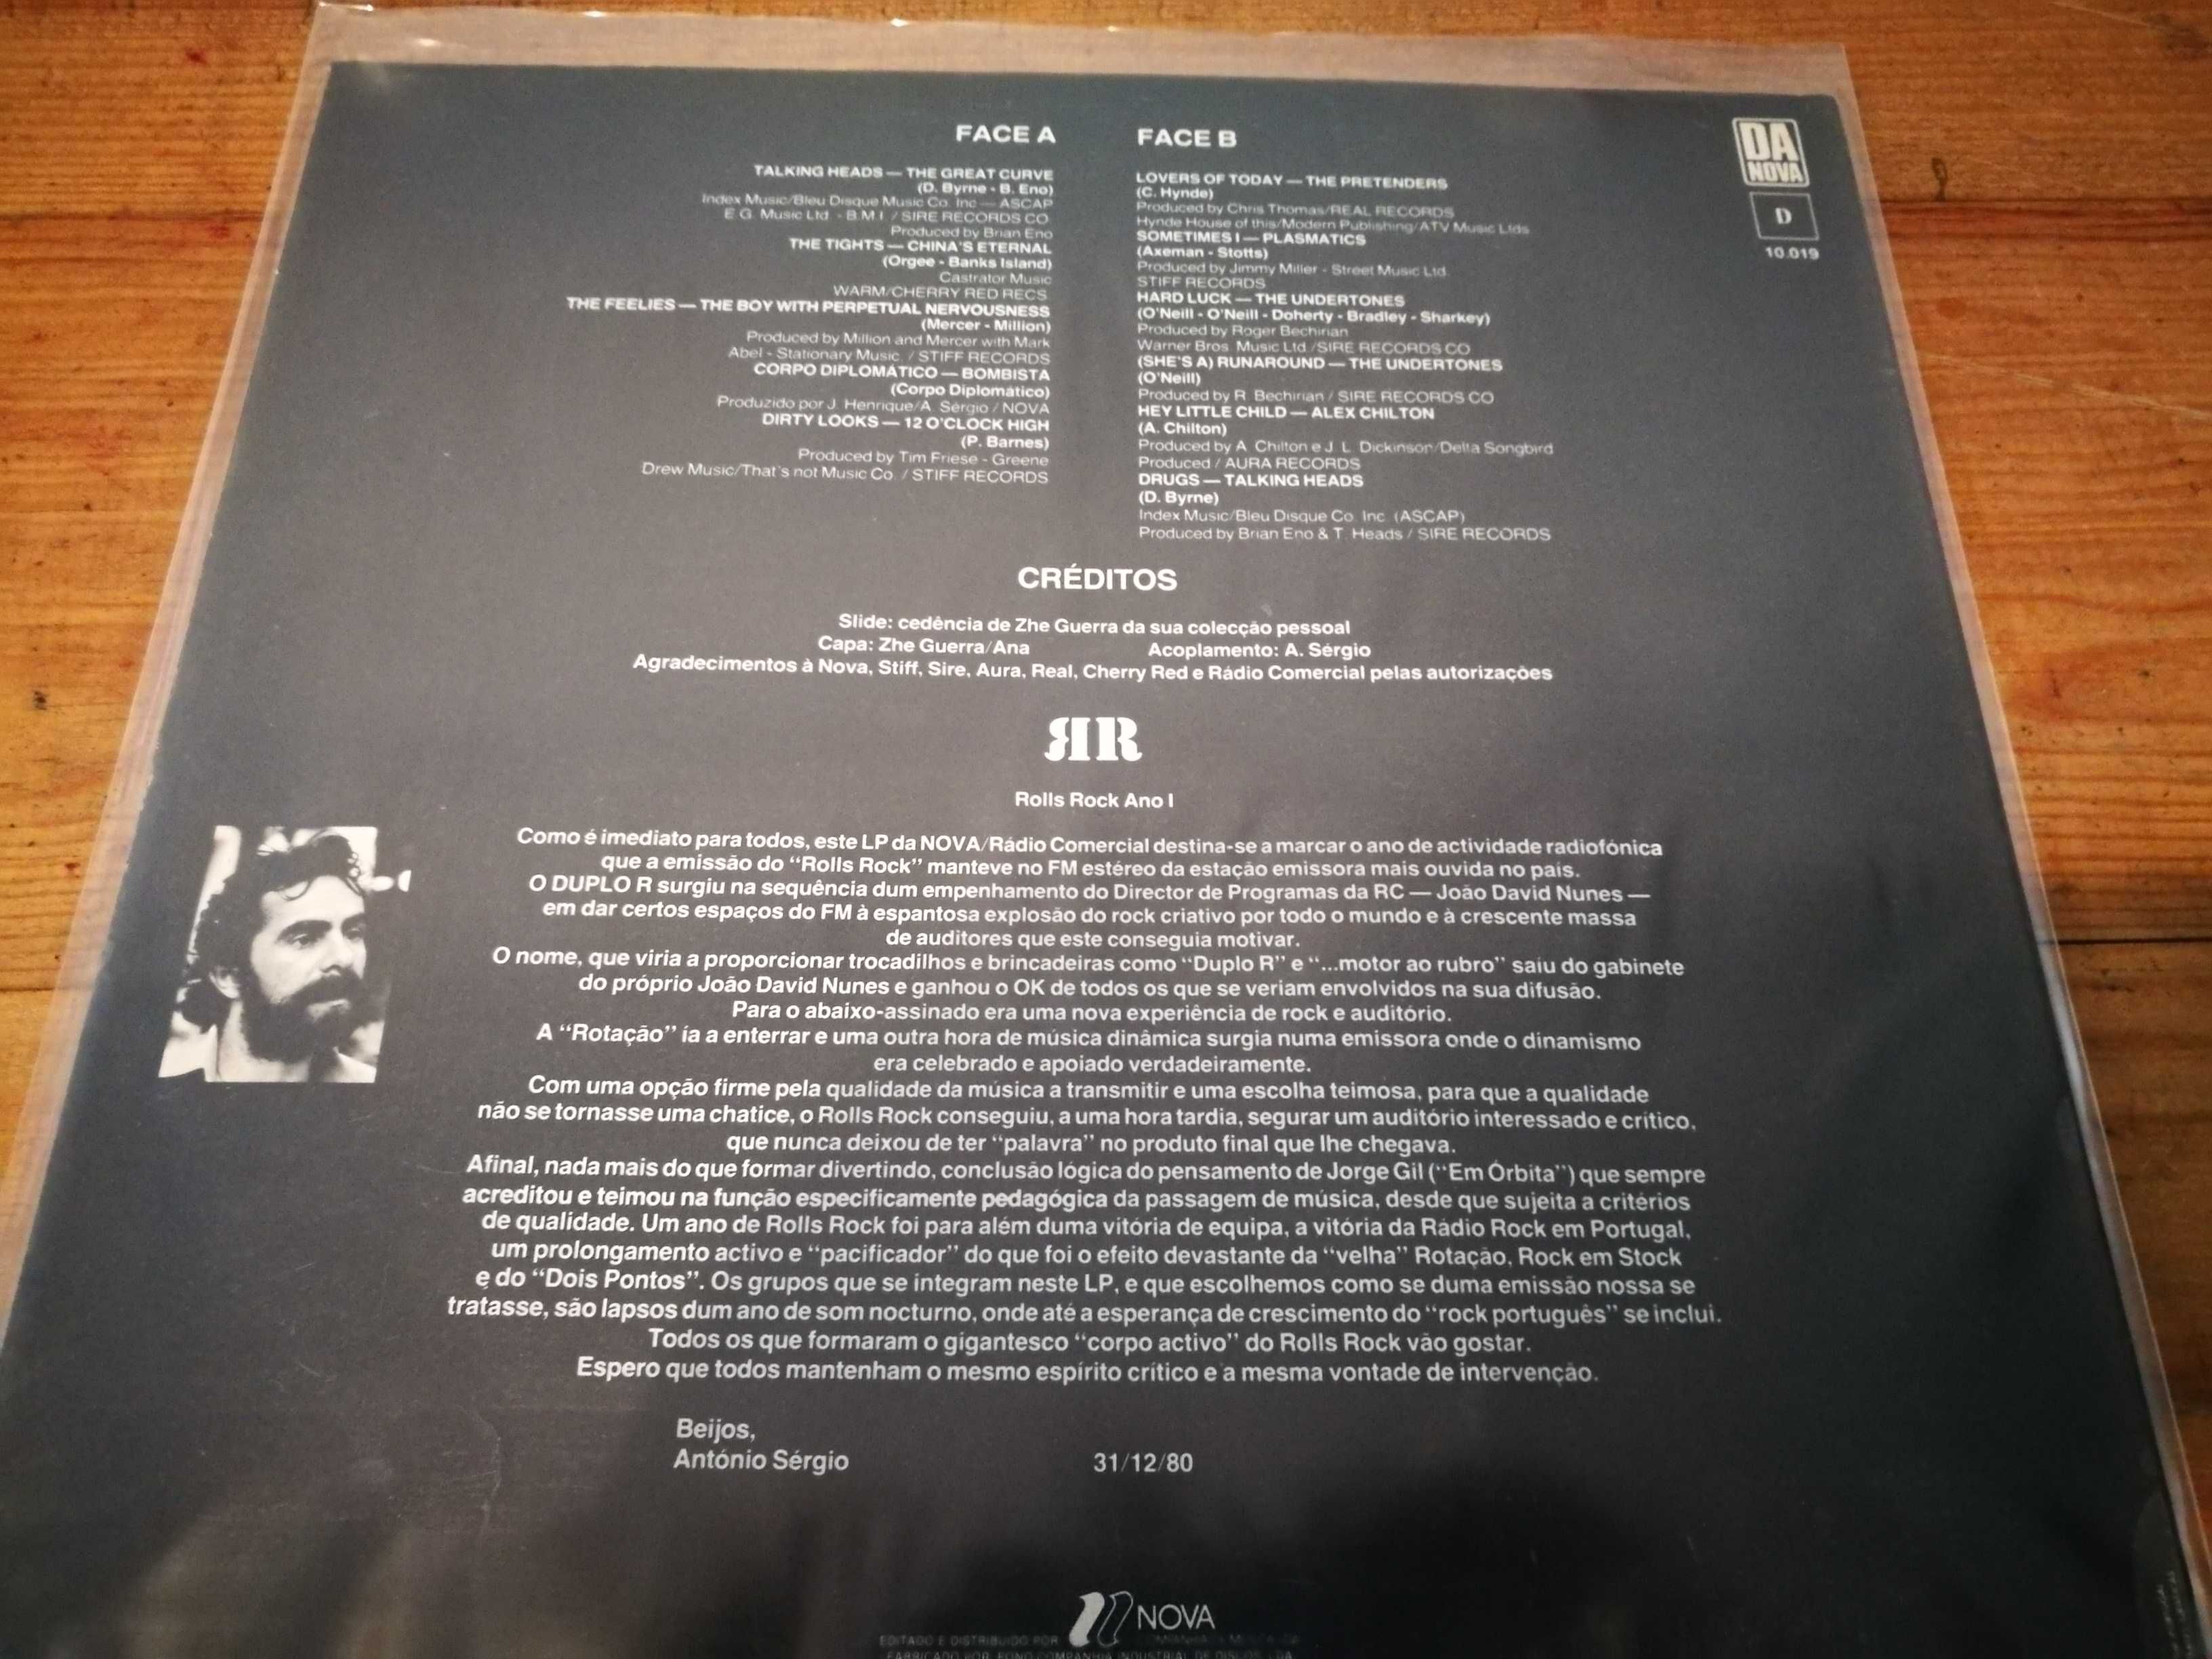 FACE A
TALKING HEADS — THE GREAT CURVE
(D. Byrne - B. Eno)
Index Music/Bleu Disque Music Co. Inc — ASCAP
E.G. Music Ltd. - B.M.I. / SIRE RECORDS CO.
Produced by Brian Eno
THE TIGHTS — CHINA'S ETERNAL
(Orgee - Banks Island)
Castrator Music
WARM/CHERRY RED RECS.
THE FEELIES — THE BOY WITH PERPETUAL NERVOUSNESS
(Mercer - Million)
Produced by Million and Mercer with Mark
Abel - Stationary Music. / STIFF RECORDS
CORPO DIPLOMÁTICO — BOMBISTA
(Corpo Diplomático)
Produzido por J. Henrique/A. Sérgio / NOVA
DIRTY LOOKS — 12 O'CLOCK HIGH
(P. Barnes)
Produced by Tim Friese - Greene
Drew Music/That's not Music Co. / STIFF RECORDS
FACE B
LOVERS OF TODAY — THE PRETENDERS
(C. Hynde)
Produced by Chris Thomas/REAL RECORDS
Hynde House of this/Modern Publishing/ATV Music Ltds
SOMETIMES I — PLASMATICS
(Axeman - Stotts)
Produced by Jimmy Miller - Street Music Ltd.
STIFF RECORDS
HARD LUCK — THE UNDERTONES
(O'Neill - O'Neill - Doherty - Bradley - Sharkey)
Produced by Roger Bechirian
Warner Bros. Music Ltd./SIRE RECORDS CO
(SHE'S A) RUNAROUND — THE UNDERTONES
(O'Neill)
Produced by R. Bechirian / SIRE RECORDS CO
HEY LITTLE CHILD — ALEX CHILTON
(A. Chilton)
Produced by A. Chilton e J. L. Dickinson/Delta Songbird
Produced / AURA RECORDS
DRUGS — TALKING HEADS
(D. Byrne)
Index Music/Bleu Disque Co. Inc. (ASCAP)
Produced by Brian Eno & T. Heads / SIRE RECORDS
DA
NOVA
D
10.019
CRÉDITOS
Slide: cedência de Zhe Guerra da sua colecção pessoal
Capa: Zhe Guerra/Ana Acoplamento: A. Sérgio
Agradecimentos à Nova, Stiff, Sire, Aura, Real, Cherry Red e Rádio Comercial pelas autorizações
RR
Rolls Rock Ano I
Como é imediato para todos, este LP da NOVA/Rádio Comercial destina-se a marcar o ano de actividade radiofónica
que a emissão do “Rolls Rock” manteve no FM estéreo da estação emissora mais ouvida no país.
O DUPLO R surgiu na sequência dum empenhamento do Director de Programas da RC — João David Nunes —
em dar certos espaços do FM à espantosa explosão do rock criativo por todo o mundo e à crescente massa
de auditores que este conseguia motivar.
O nome, que viria a proporcionar trocadilhos e brincadeiras como “Duplo R” e “...motor ao rubro” saíu do gabinete
do próprio João David Nunes e ganhou o OK de todos os que se veriam envolvidos na sua difusão.
Para o abaixo-assinado era uma nova experiência de rock e auditório.
A “Rotação” ía a enterrar e uma outra hora de música dinâmica surgia numa emissora onde o dinamismo
era celebrado e apoiado verdadeiramente.
Com uma opção firme pela qualidade da música a transmitir e uma escolha teimosa, para que a qualidade
não se tornasse uma chatice, o Rolls Rock conseguiu, a uma hora tardia, segurar um auditório interessado e crítico,
que nunca deixou de ter “palavra” no produto final que lhe chegava.
Afinal, nada mais do que formar divertindo, conclusão lógica do pensamento de Jorge Gil (“Em Órbita”) que sempre
acreditou e teimou na função especificamente pedagógica da passagem de música, desde que sujeita a critérios
de qualidade. Um ano de Rolls Rock foi para além duma vitória de equipa, a vitória da Rádio Rock em Portugal,
um prolongamento activo e “pacificador” do que foi o efeito devastante da “velha” Rotação, Rock em Stock
e do “Dois Pontos”. Os grupos que se integram neste LP, e que escolhemos como se duma emissão nossa se
tratasse, são lapsos dum ano de som nocturno, onde até a esperança de crescimento do “rock português” se inclui.
Todos os que formaram o gigantesco “corpo activo” do Rolls Rock vão gostar.
Espero que todos mantenham o mesmo espírito crítico e a mesma vontade de intervenção.
Beijos,
António Sérgio 31/12/80
NOVA
EDITADO E DISTRIBUIDO POR
FABRICADO POR FONO COMPANHIA INDUSTRIAL DE DISCOS, LDA